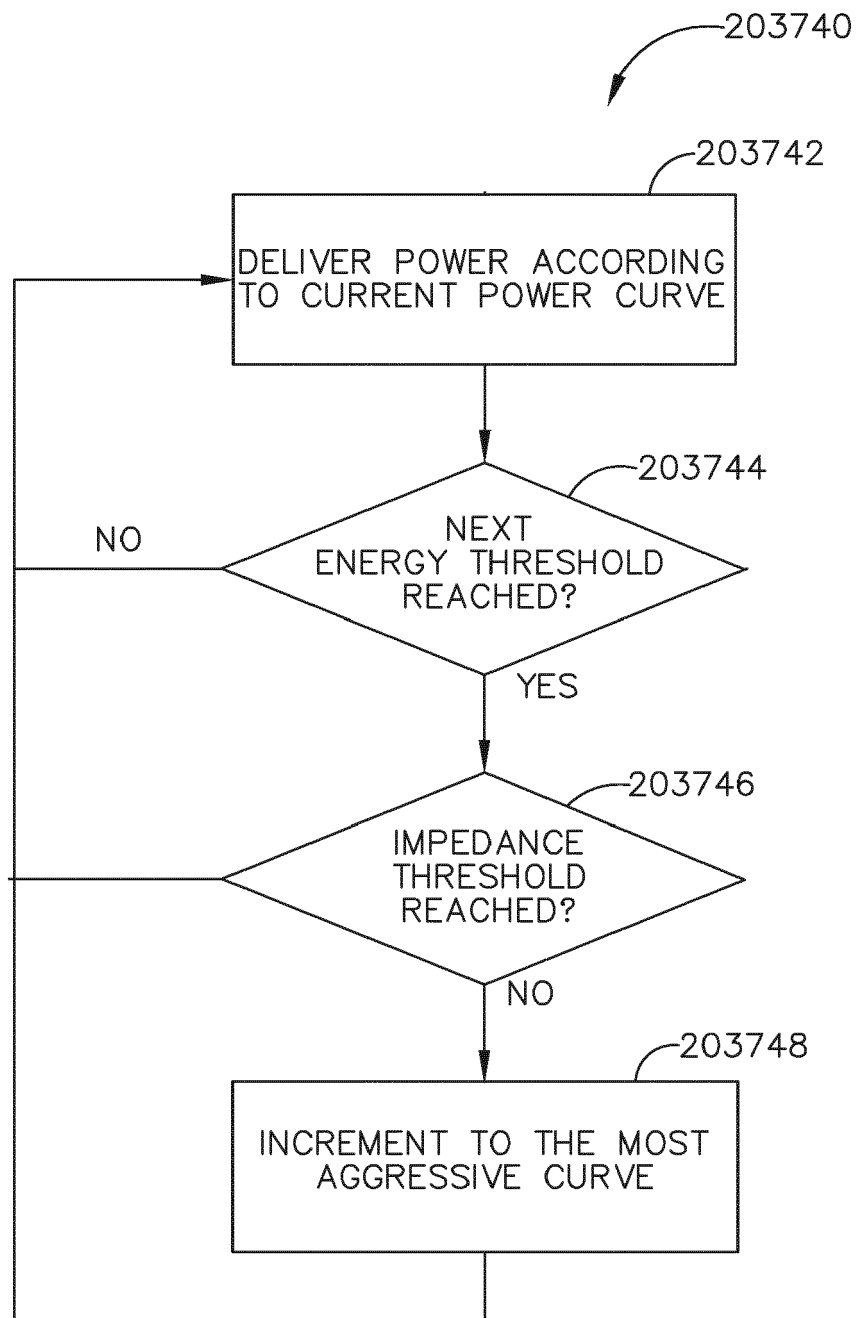 203740
203742
DELIVER POWER ACCORDING
TO CURRENT POWER CURVE
203744
NEXT
ENERGY THRESHOLD
REACHED?
NO
YES
203746
IMPEDANCE
THRESHOLD
REACHED?
NO
203748
INCREMENT TO THE MOST
AGGRESSIVE CURVE